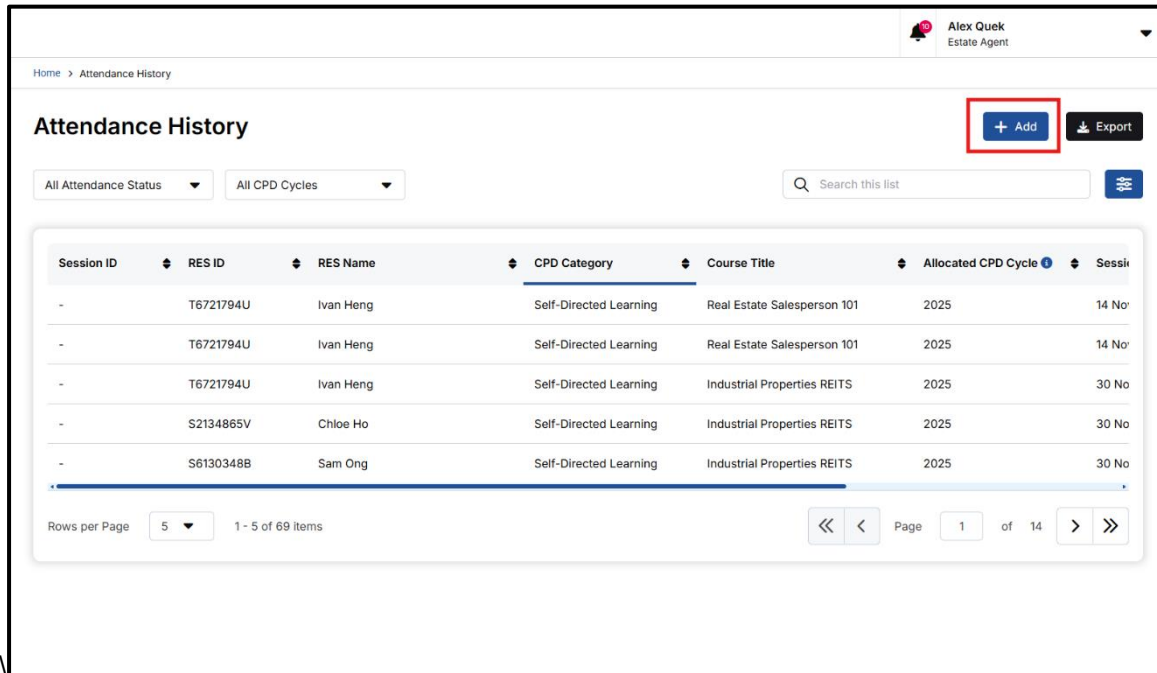 10
Alex Quek
Estate Agent
Home > Attendance History
Attendance History
+ Add
Export
All Attendance Status
All CPD Cycles
Search this list
Session ID RES ID RES Name CPD Category Course Title Allocated CPD Cycle Sessi
- T6721794U Ivan Heng Self-Directed Learning Real Estate Salesperson 101 2025 14 No
- T6721794U Ivan Heng Self-Directed Learning Real Estate Salesperson 101 2025 14 No
- T6721794U Ivan Heng Self-Directed Learning Industrial Properties REITS 2025 30 No
- S2134865V Chloe Ho Self-Directed Learning Industrial Properties REITS 2025 30 No
- S6130348B Sam Ong Self-Directed Learning Industrial Properties REITS 2025 30 No
Rows per Page 5 1 - 5 of 69 items Page 1 of 14
\